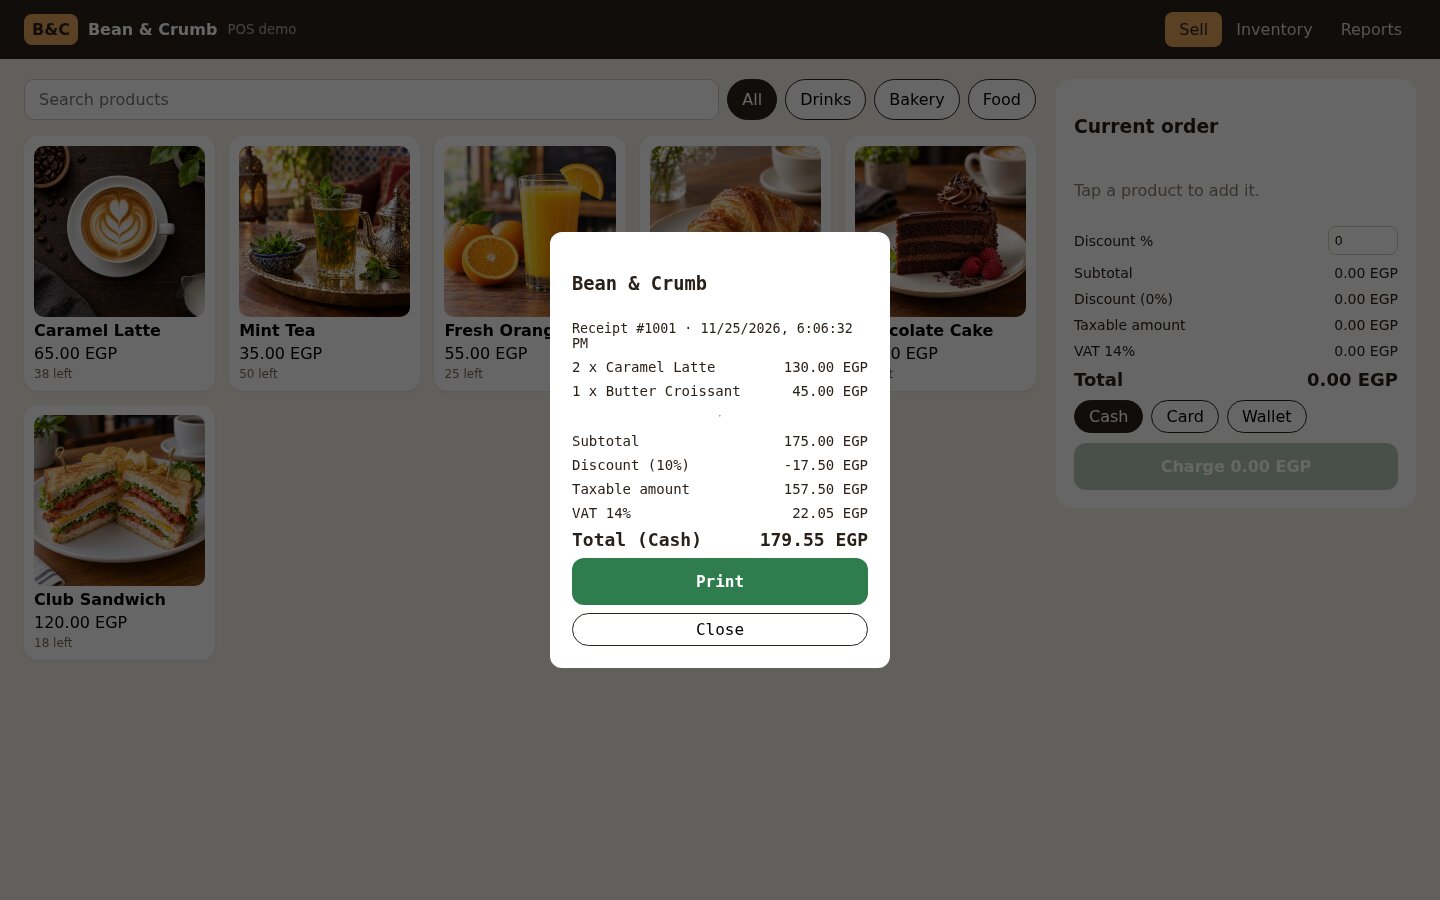 B&C Bean & Crumb POS demo
Sell Inventory Reports
Search products
All Drinks Bakery Food
Caramel Latte
65.00 EGP
38 left
Mint Tea
35.00 EGP
50 left
Fresh Orang
55.00 EGP
25 left
colate Cake
0 EGP
Club Sandwich
120.00 EGP
18 left
Bean & Crumb
Receipt #1001 · 11/25/2026, 6:06:32
PM
2 x Caramel Latte 130.00 EGP
1 x Butter Croissant 45.00 EGP
Subtotal 175.00 EGP
Discount (10%) -17.50 EGP
Taxable amount 157.50 EGP
VAT 14% 22.05 EGP
Total (Cash) 179.55 EGP
Print
Close
Current order
Tap a product to add it.
Discount % 0
Subtotal 0.00 EGP
Discount (0%) 0.00 EGP
Taxable amount 0.00 EGP
VAT 14% 0.00 EGP
Total 0.00 EGP
Cash Card Wallet
Charge 0.00 EGP